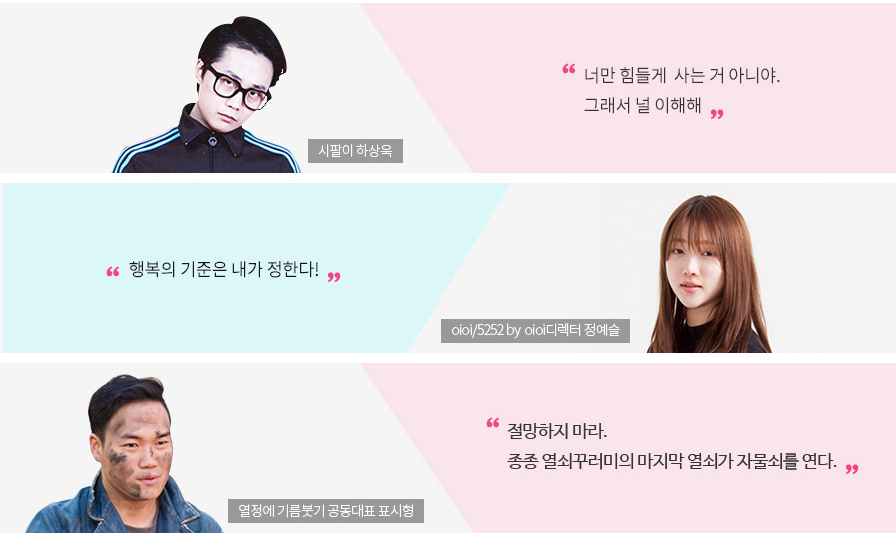 “ 너만 힘들게 사는 거 아니야.
그래서 널 이해해 ”
시팔이 하상욱
“ 행복의 기준은 내가 정한다! ”
oioi/5252 by oioi디렉터 정예슬
“ 절망하지 마라.
종종 열쇠꾸러미의 마지막 열쇠가 자물쇠를 연다. ”
열정에 기름붓기 공동대표 표시형